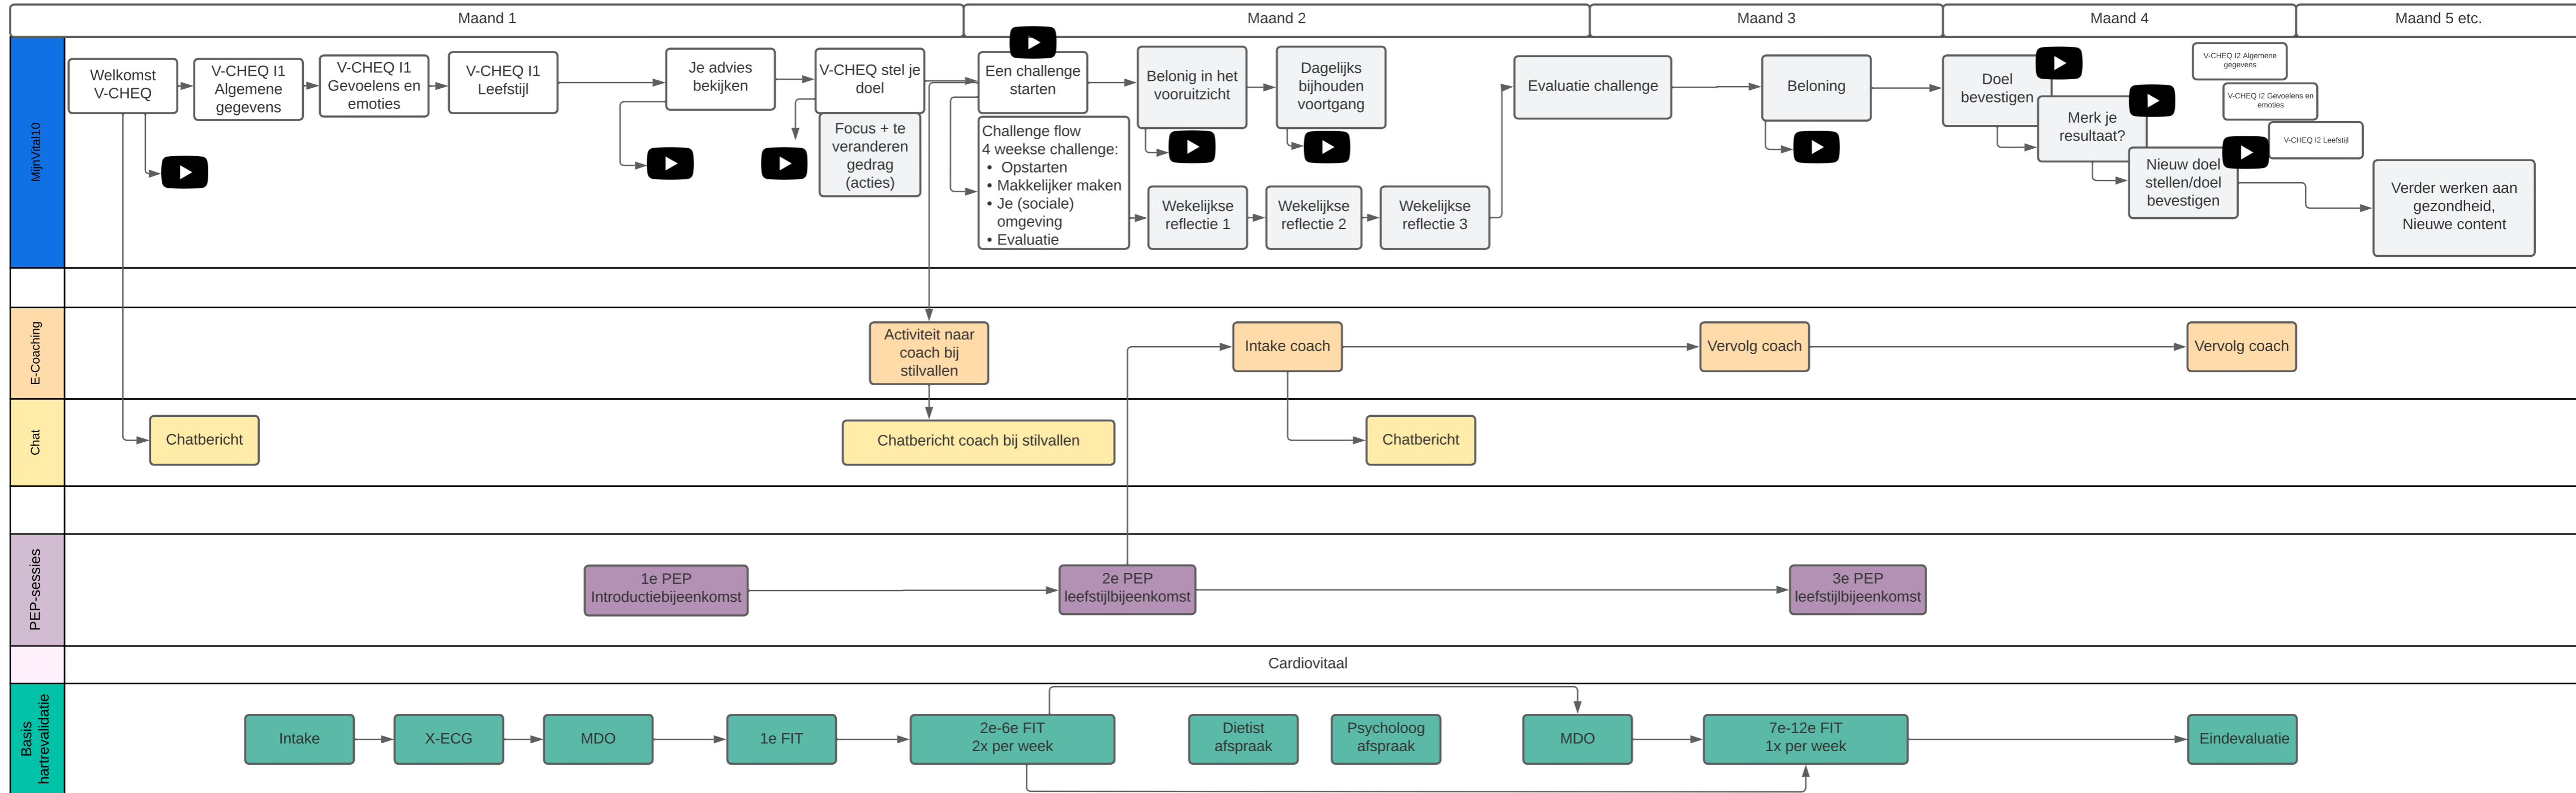 Maand 1
Maand 2
Maand 3
Maand 4
Maand 5 etc.
MijnVital10
Welkomst
V-CHEQ
V-CHEQ I1
Algemene
gegevens
V-CHEQ I1
Gevoelens en
emoties
V-CHEQ I1
Leefstijl
Je advies
bekijken
V-CHEQ stel je
doel
Focus + te
veranderen
gedrag
(acties)
Een challenge
starten
Challenge flow
4 weekse challenge:
• Opstarten
• Makkelijker maken
• Je (sociale)
omgeving
• Evaluatie
Belonig in het
vooruitzicht
Dagelijks
bijhouden
voortgang
Wekelijkse
reflectie 1
Wekelijkse
reflectie 2
Wekelijkse
reflectie 3
Evaluatie challenge
Beloning
Doel
bevestigen
Merk je
resultaat?
Nieuw doel
stellen/doel
bevestigen
V-CHEQ I2 Algemene
gegevens
V-CHEQ I2 Gevoelens en
emoties
V-CHEQ I2 Leefstijl
Verder werken aan
gezondheid,
Nieuwe content
E-Coaching
Activiteit naar
coach bij
stilvallen
Intake coach
Vervolg coach
Vervolg coach
Chat
Chatbericht
Chatbericht coach bij stilvallen
Chatbericht
PEP-sessies
1e PEP
Introductiebijeenkomst
2e PEP
leefstijlbijeenkomst
3e PEP
leefstijlbijeenkomst
Cardiovitaal
Basis
hartrevalidatie
Intake
X-ECG
MDO
1e FIT
2e-6e FIT
2x per week
Dietist
afspraak
Psycholoog
afspraak
MDO
7e-12e FIT
1x per week
Eindevaluatie